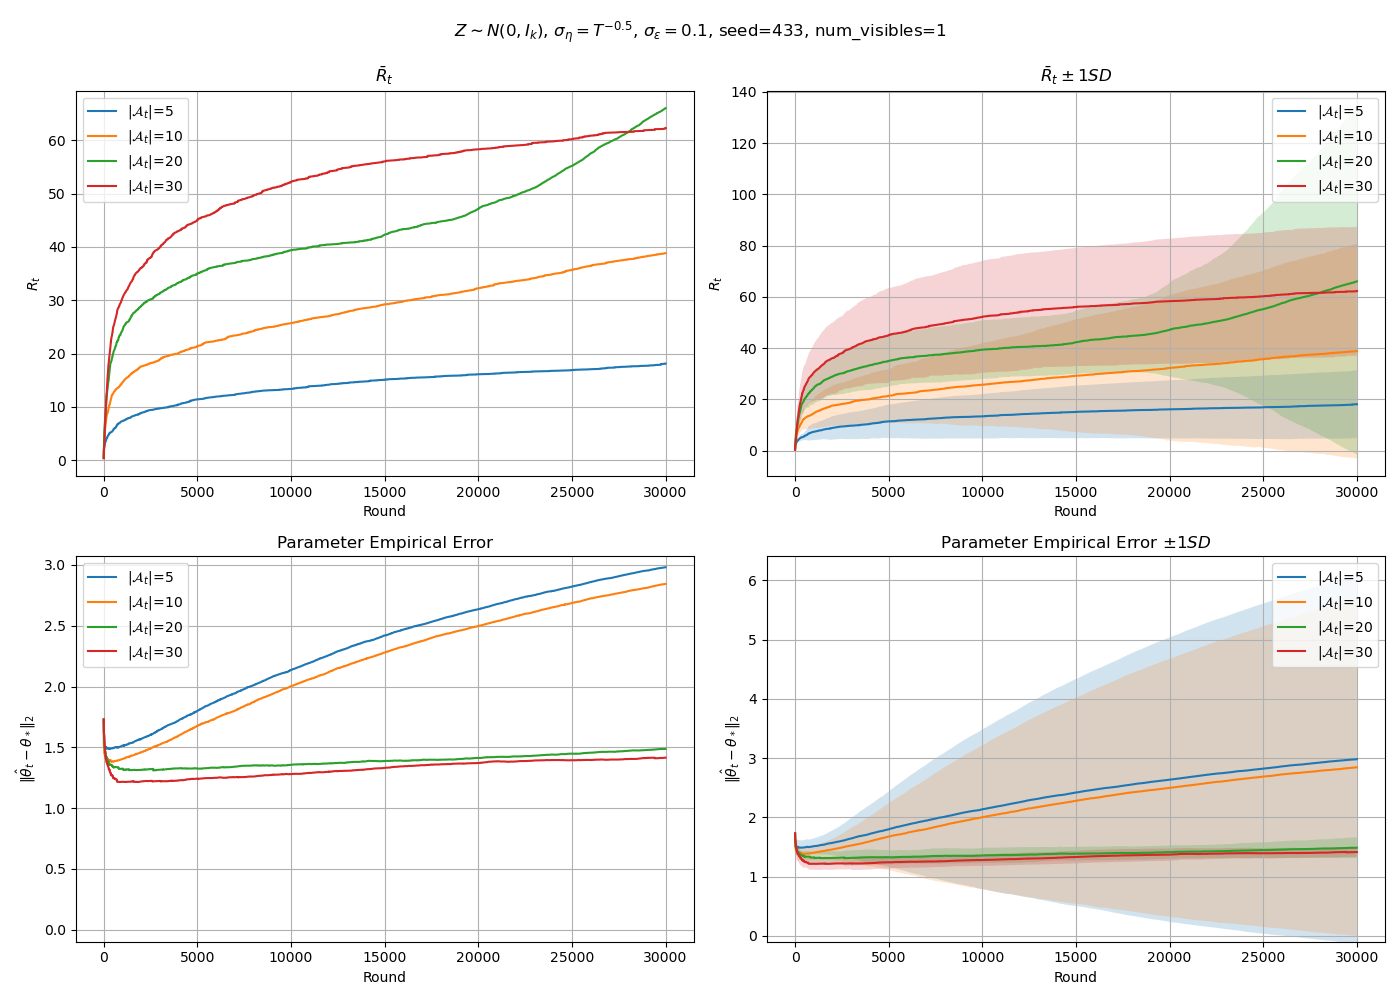 Z ~ N(0, I_k), σ_η = T^{−0.5}, σ_ε = 0.1, seed=433, num_visibles=1
R̄_t
R_t
60
50
40
30
20
10
0
|𝒜_t|=5
|𝒜_t|=10
|𝒜_t|=20
|𝒜_t|=30
0 5000 10000 15000 20000 25000 30000
Round
R̄_t ± 1SD
R_t
140
120
100
80
60
40
20
0
|𝒜_t|=5
|𝒜_t|=10
|𝒜_t|=20
|𝒜_t|=30
0 5000 10000 15000 20000 25000 30000
Round
Parameter Empirical Error
‖θ̂_t − θ_*‖_2
3.0
2.5
2.0
1.5
1.0
0.5
0.0
|𝒜_t|=5
|𝒜_t|=10
|𝒜_t|=20
|𝒜_t|=30
0 5000 10000 15000 20000 25000 30000
Round
Parameter Empirical Error ±1SD
‖θ̂_t − θ_*‖_2
6
5
4
3
2
1
0
|𝒜_t|=5
|𝒜_t|=10
|𝒜_t|=20
|𝒜_t|=30
0 5000 10000 15000 20000 25000 30000
Round